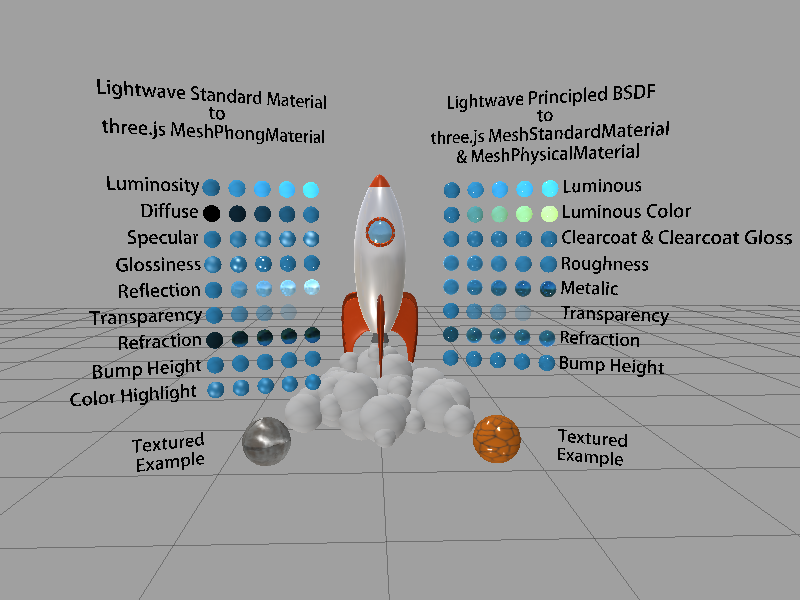 Lightwave Standard Material
to
three.js MeshPhongMaterial
Luminosity
Diffuse
Specular
Glossiness
Reflection
Transparency
Refraction
Bump Height
Color Highlight
Textured
Example
Lightwave Principled BSDF
to
three.js MeshStandardMaterial
& MeshPhysicalMaterial
Luminous
Luminous Color
Clearcoat & Clearcoat Gloss
Roughness
Metalic
Transparency
Refraction
Bump Height
Textured
Example